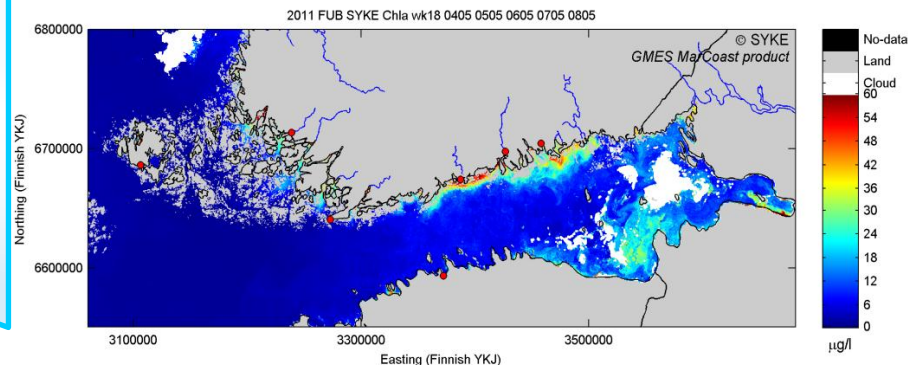 2011 FUB SYKE Chla wk18 0405 0505 0605 0705 0805
© SYKE
GMES MarCoast product
Northing (Finnish YKJ)
6800000
6700000
6600000
3100000
3300000
3500000
Easting (Finnish YKJ)
No-data
Land
Cloud
60
54
48
42
36
30
24
18
12
6
0
µg/l